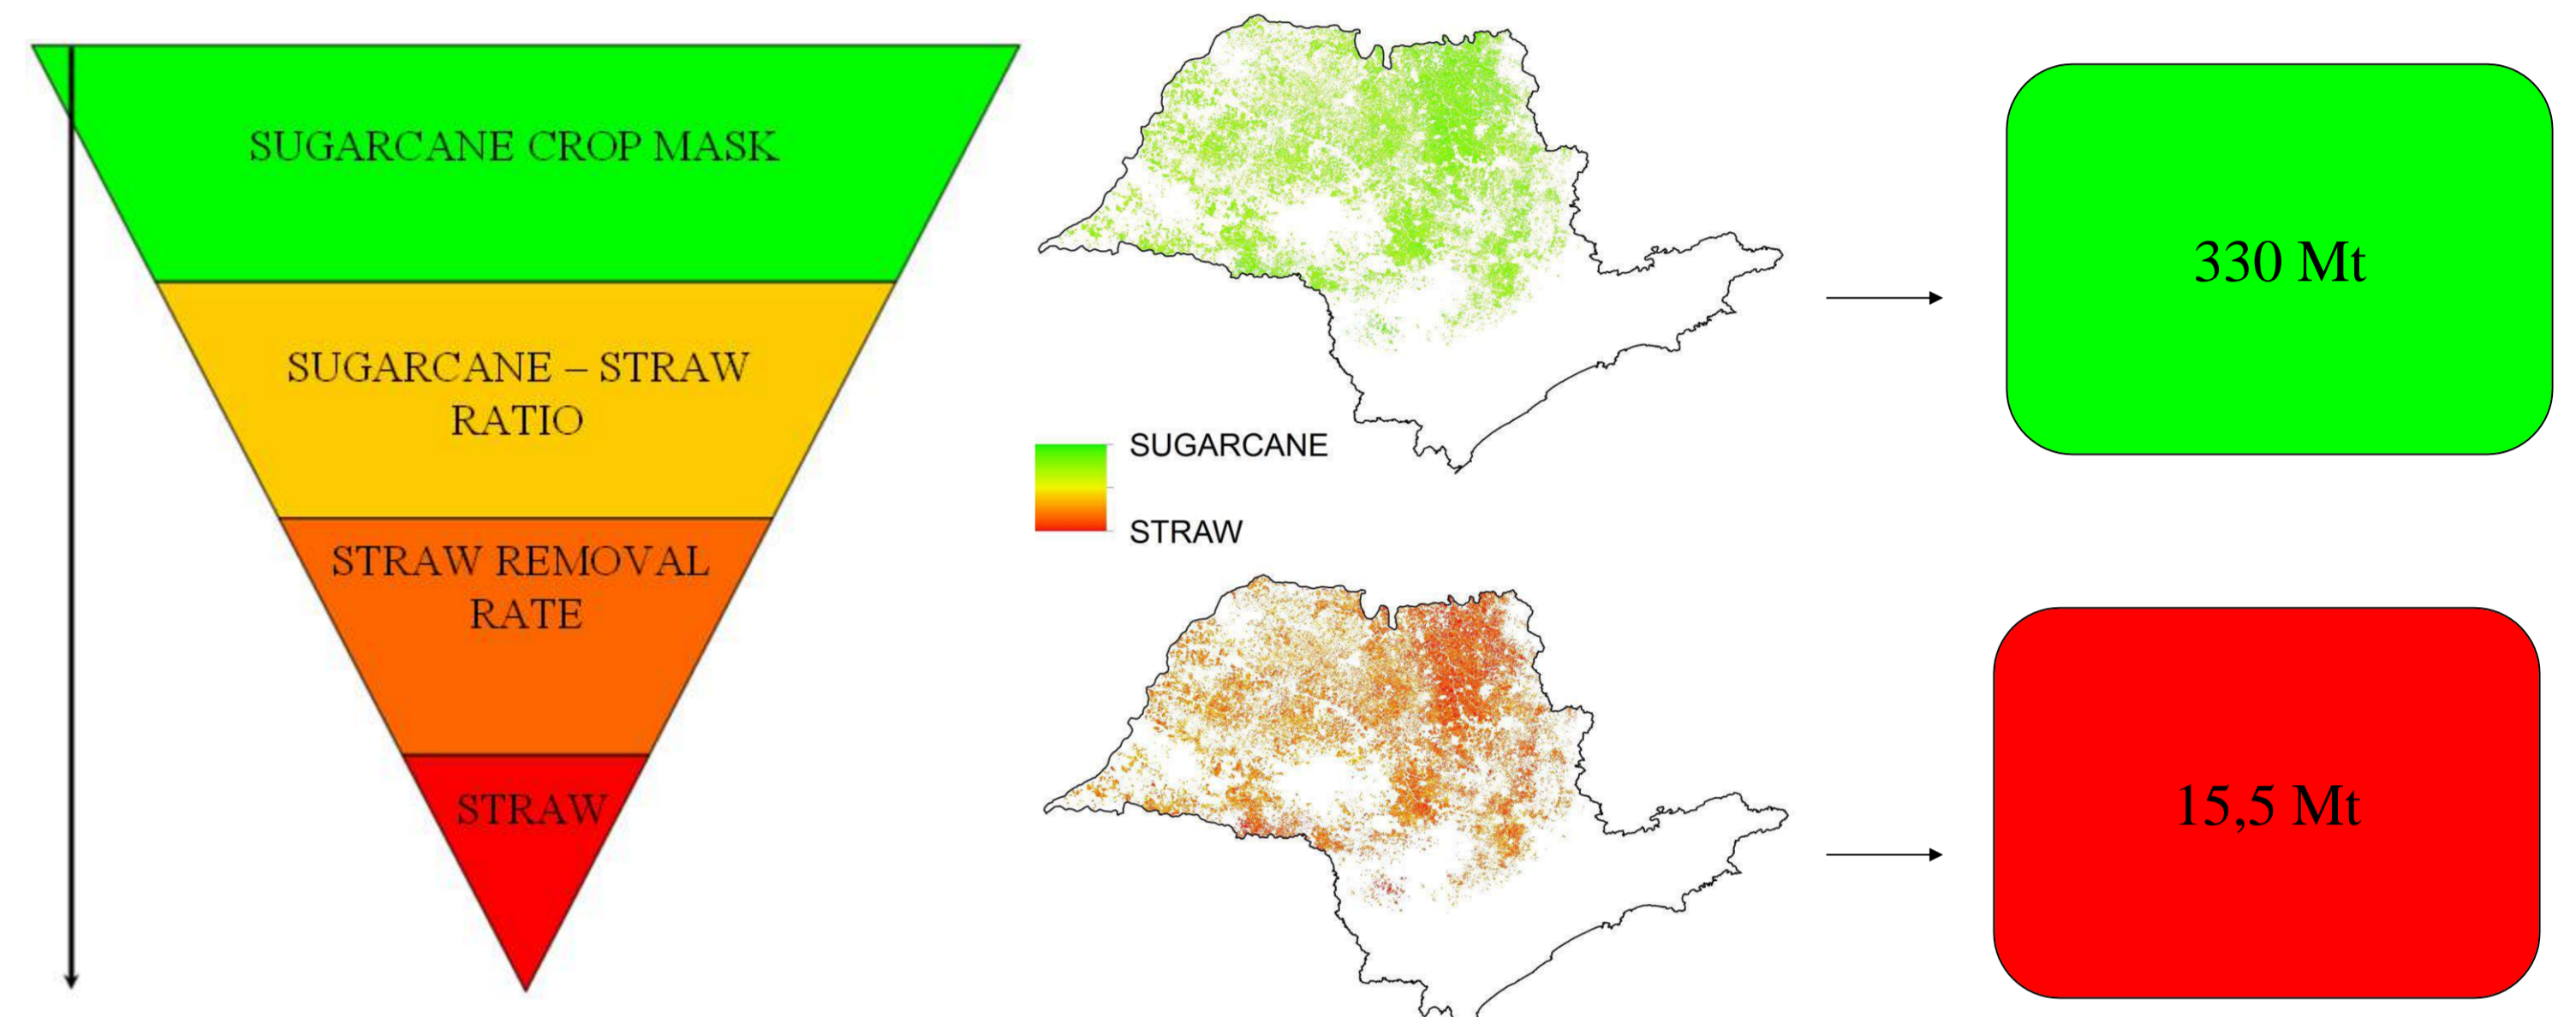 SUGARCANE CROP MASK
SUGARCANE – STRAW
RATIO
STRAW REMOVAL
RATE
STRAW
SUGARCANE
STRAW
330 Mt
15,5 Mt